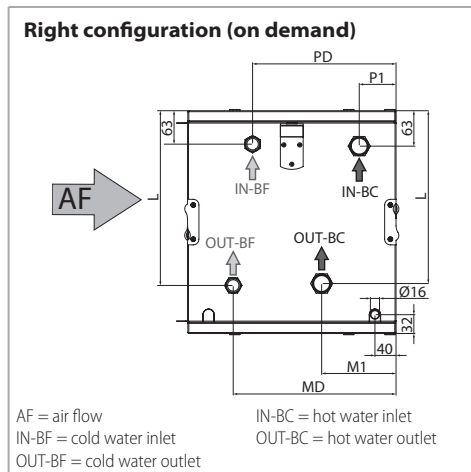 Right configuration (on demand)
PD
P1
63
63
IN-BF
IN-BC
AF
L
L
OUT-BF
OUT-BC
Ø16
32
40
M1
MD
AF = air flow
IN-BF = cold water inlet
OUT-BF = cold water outlet
IN-BC = hot water inlet
OUT-BC = hot water outlet